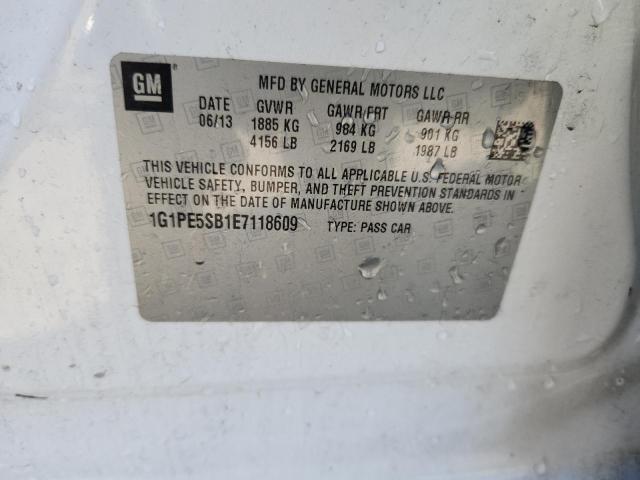 GM
MFD BY GENERAL MOTORS LLC
DATE GVWR GAWR FRT GAWR RR
06/13 1885 KG 984 KG 901 KG
4156 LB 2169 LB 1987 LB
THIS VEHICLE CONFORMS TO ALL APPLICABLE U.S. FEDERAL MOTOR
VEHICLE SAFETY, BUMPER, AND THEFT PREVENTION STANDARDS IN
EFFECT ON THE DATE OF MANUFACTURE SHOWN ABOVE.
1G1PE5SB1E7118609 TYPE: PASS CAR